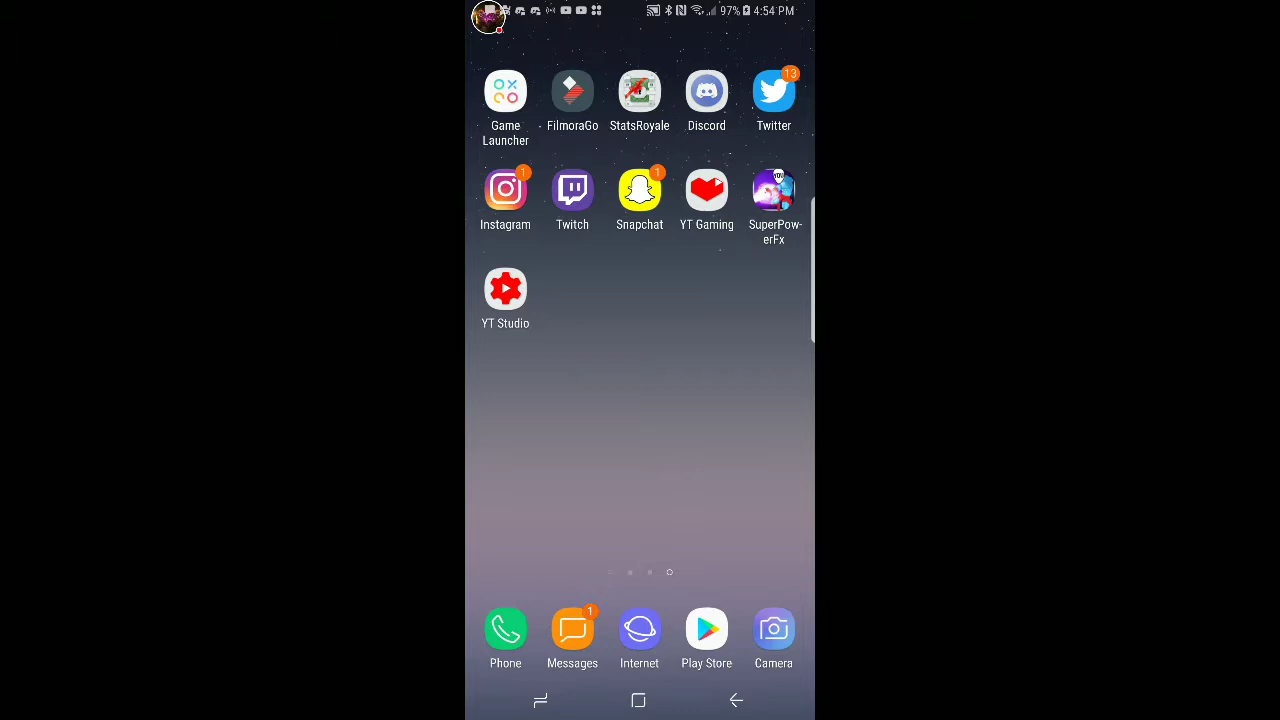 97% 4:54 PM
13
Game Launcher
FilmoraGo
StatsRoyale
Discord
Twitter
1
1
YOU
Instagram
Twitch
Snapchat
YT Gaming
SuperPow-
erFx
YT Studio
1
Phone
Messages
Internet
Play Store
Camera